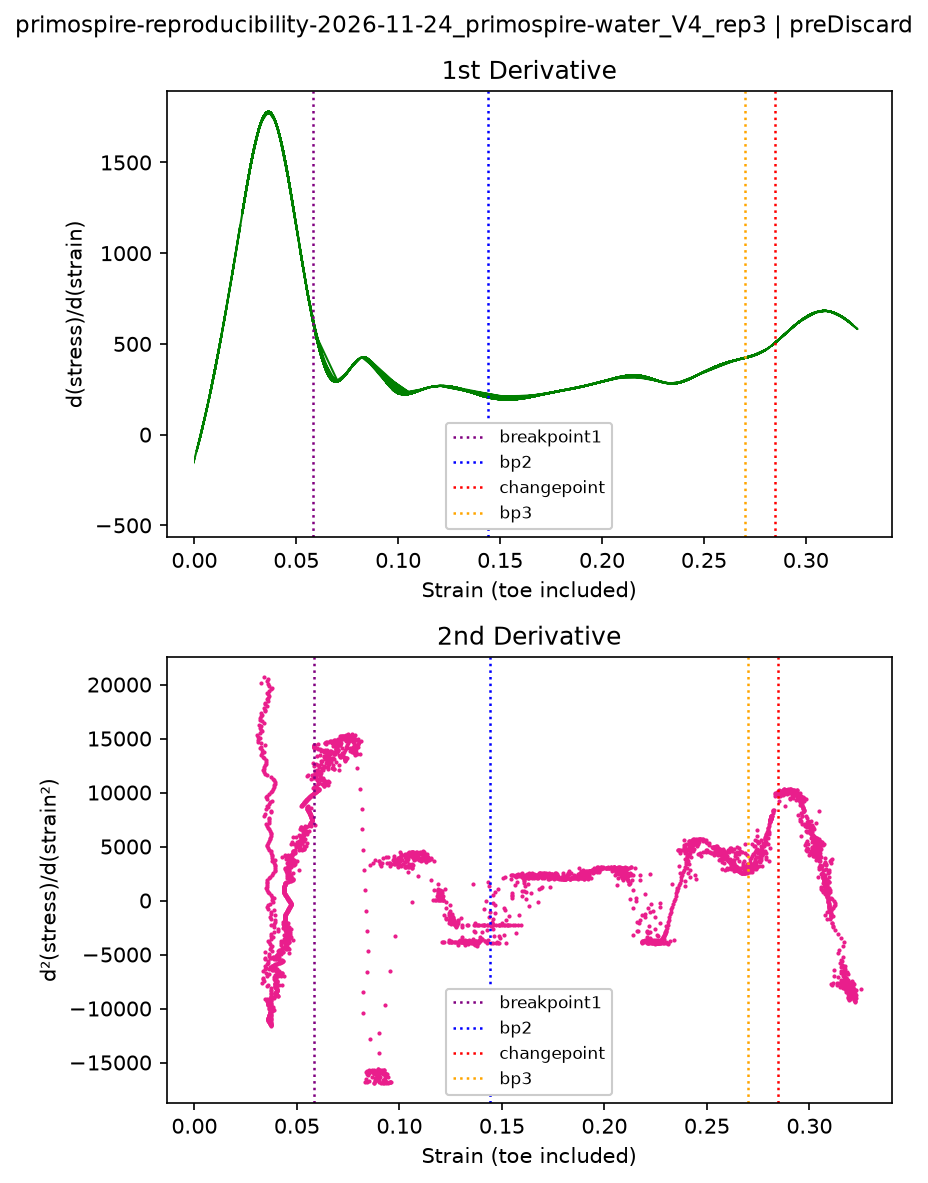 primospire-reproducibility-2026-11-24_primospire-water_V4_rep3 | preDiscard
1st Derivative
d(stress)/d(strain)
1500
1000
500
0
−500
breakpoint1
bp2
changepoint
bp3
0.00 0.05 0.10 0.15 0.20 0.25 0.30
Strain (toe included)
2nd Derivative
d²(stress)/d(strain²)
20000
15000
10000
5000
0
−5000
−10000
−15000
breakpoint1
bp2
changepoint
bp3
0.00 0.05 0.10 0.15 0.20 0.25 0.30
Strain (toe included)